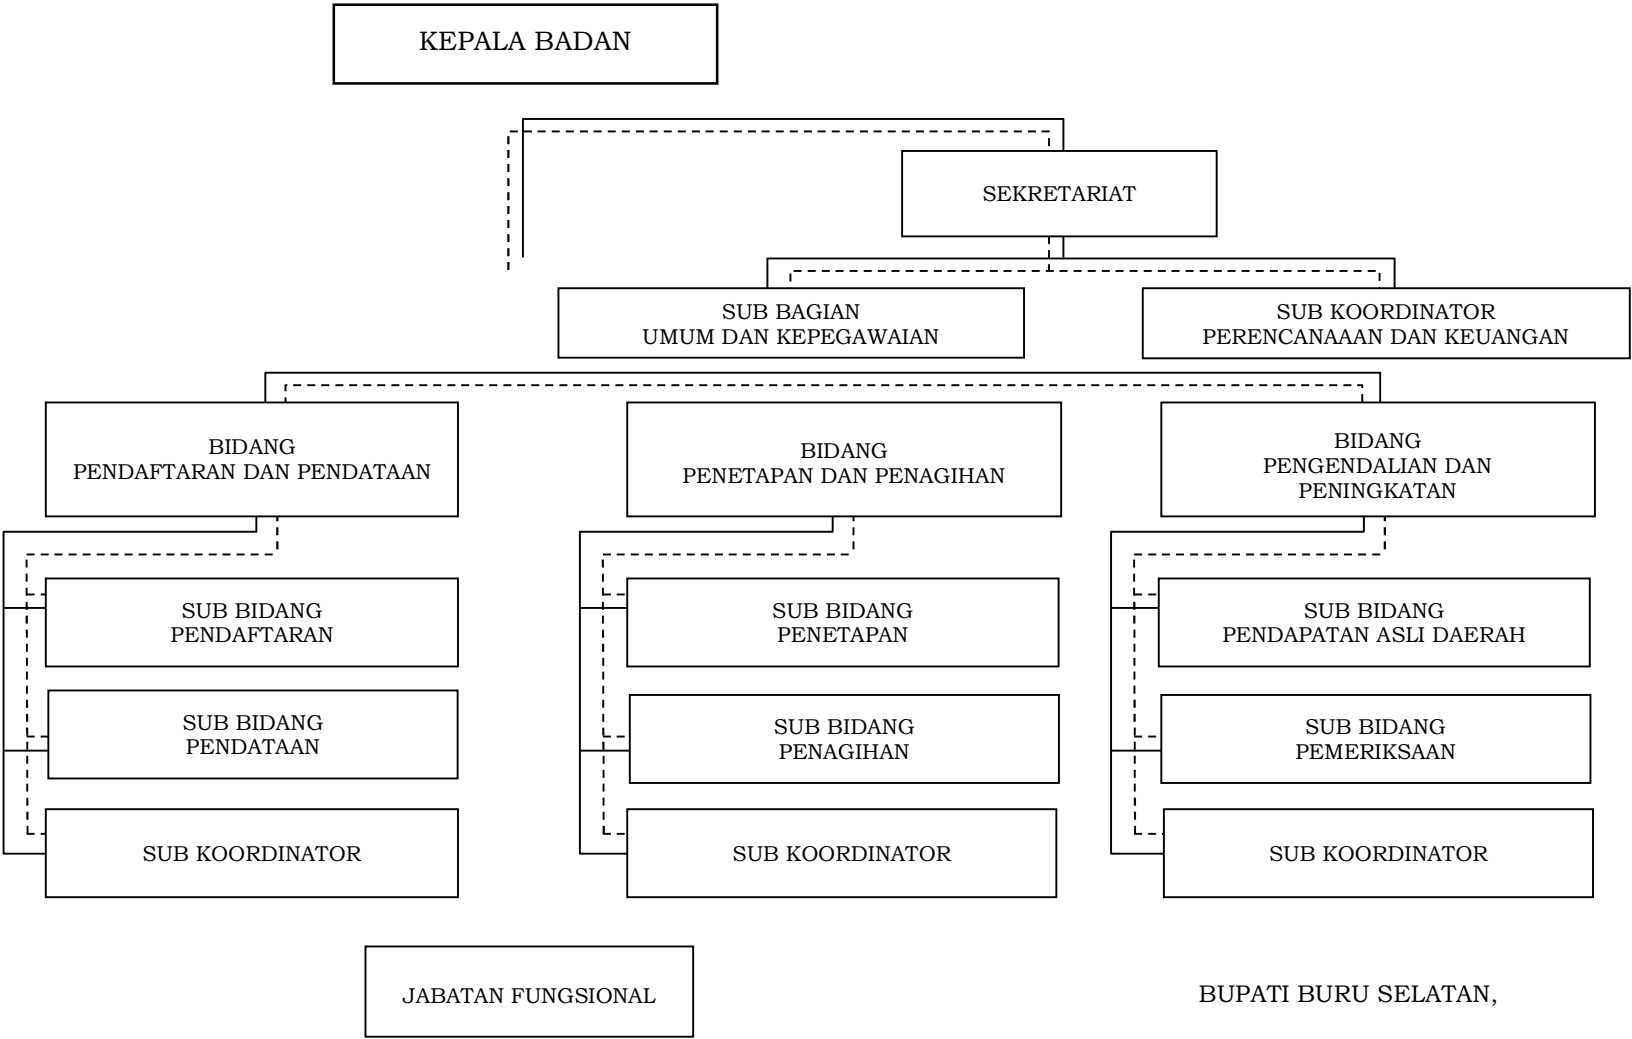 KEPALA BADAN
SEKRETARIAT
SUB BAGIAN
UMUM DAN KEPEGAWAIAN
SUB KOORDINATOR
PERENCANAAAN DAN KEUANGAN
BIDANG
PENDAFTARAN DAN PENDATAAN
BIDANG
PENETAPAN DAN PENAGIHAN
BIDANG
PENGENDALIAN DAN
PENINGKATAN
SUB BIDANG
PENDAFTARAN
SUB BIDANG
PENETAPAN
SUB BIDANG
PENDAPATAN ASLI DAERAH
SUB BIDANG
PENDATAAN
SUB BIDANG
PENAGIHAN
SUB BIDANG
PEMERIKSAAN
SUB KOORDINATOR
SUB KOORDINATOR
SUB KOORDINATOR
JABATAN FUNGSIONAL
BUPATI BURU SELATAN,